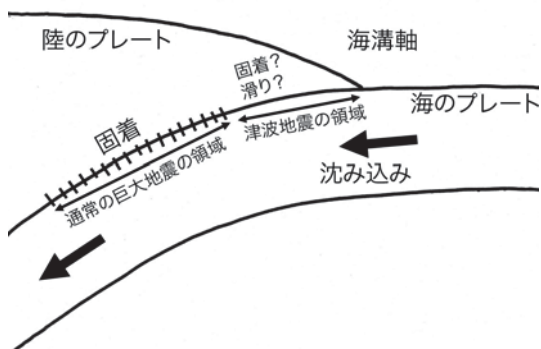 陸のプレート
海溝軸
固着？
滑り？
海のプレート
固着
津波地震の領域
通常の巨大地震の領域
沈み込み